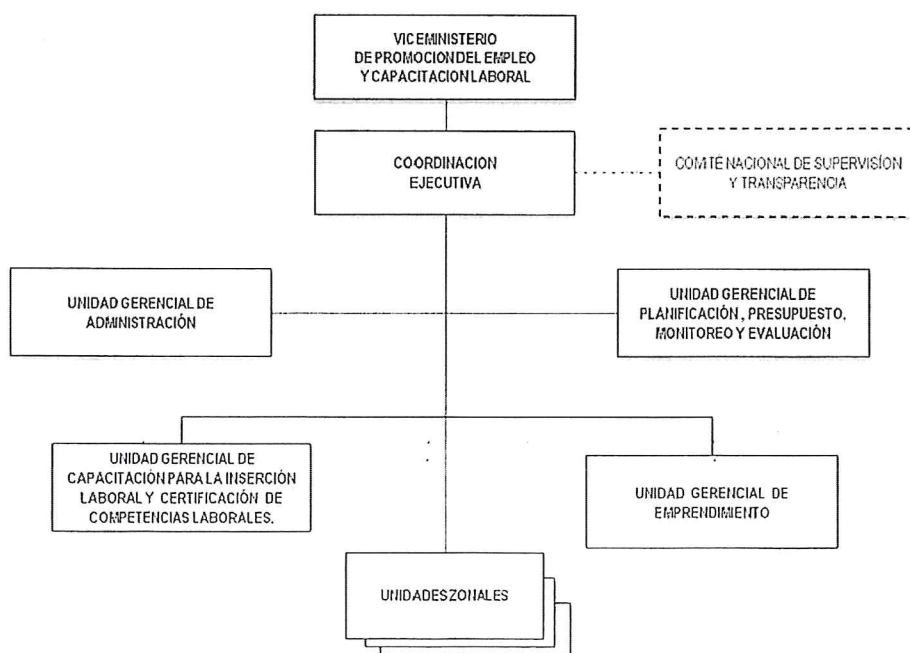 VICEMINISTERIO
DE PROMOCION DEL EMPLEO
Y CAPACITACION LABORAL
COORDINACION
EJECUTIVA
COMITÉ NACIONAL DE SUPERVISÍON
Y TRANSPARENCIA
UNIDAD GERENCIAL DE
ADMINISTRACIÓN
UNIDAD GERENCIAL DE
PLANIFICACIÓN, PRESUPUESTO,
MONITOREO Y EVALUACIÓN
UNIDAD GERENCIAL DE
CAPACITACIÓN PARA LA INSERCIÓN
LABORAL Y CERTIFICACIÓN DE
COMPETENCIAS LABORALES.
UNIDAD GERENCIAL DE
EMPRENDIMIENTO
UNIDADES ZONALES